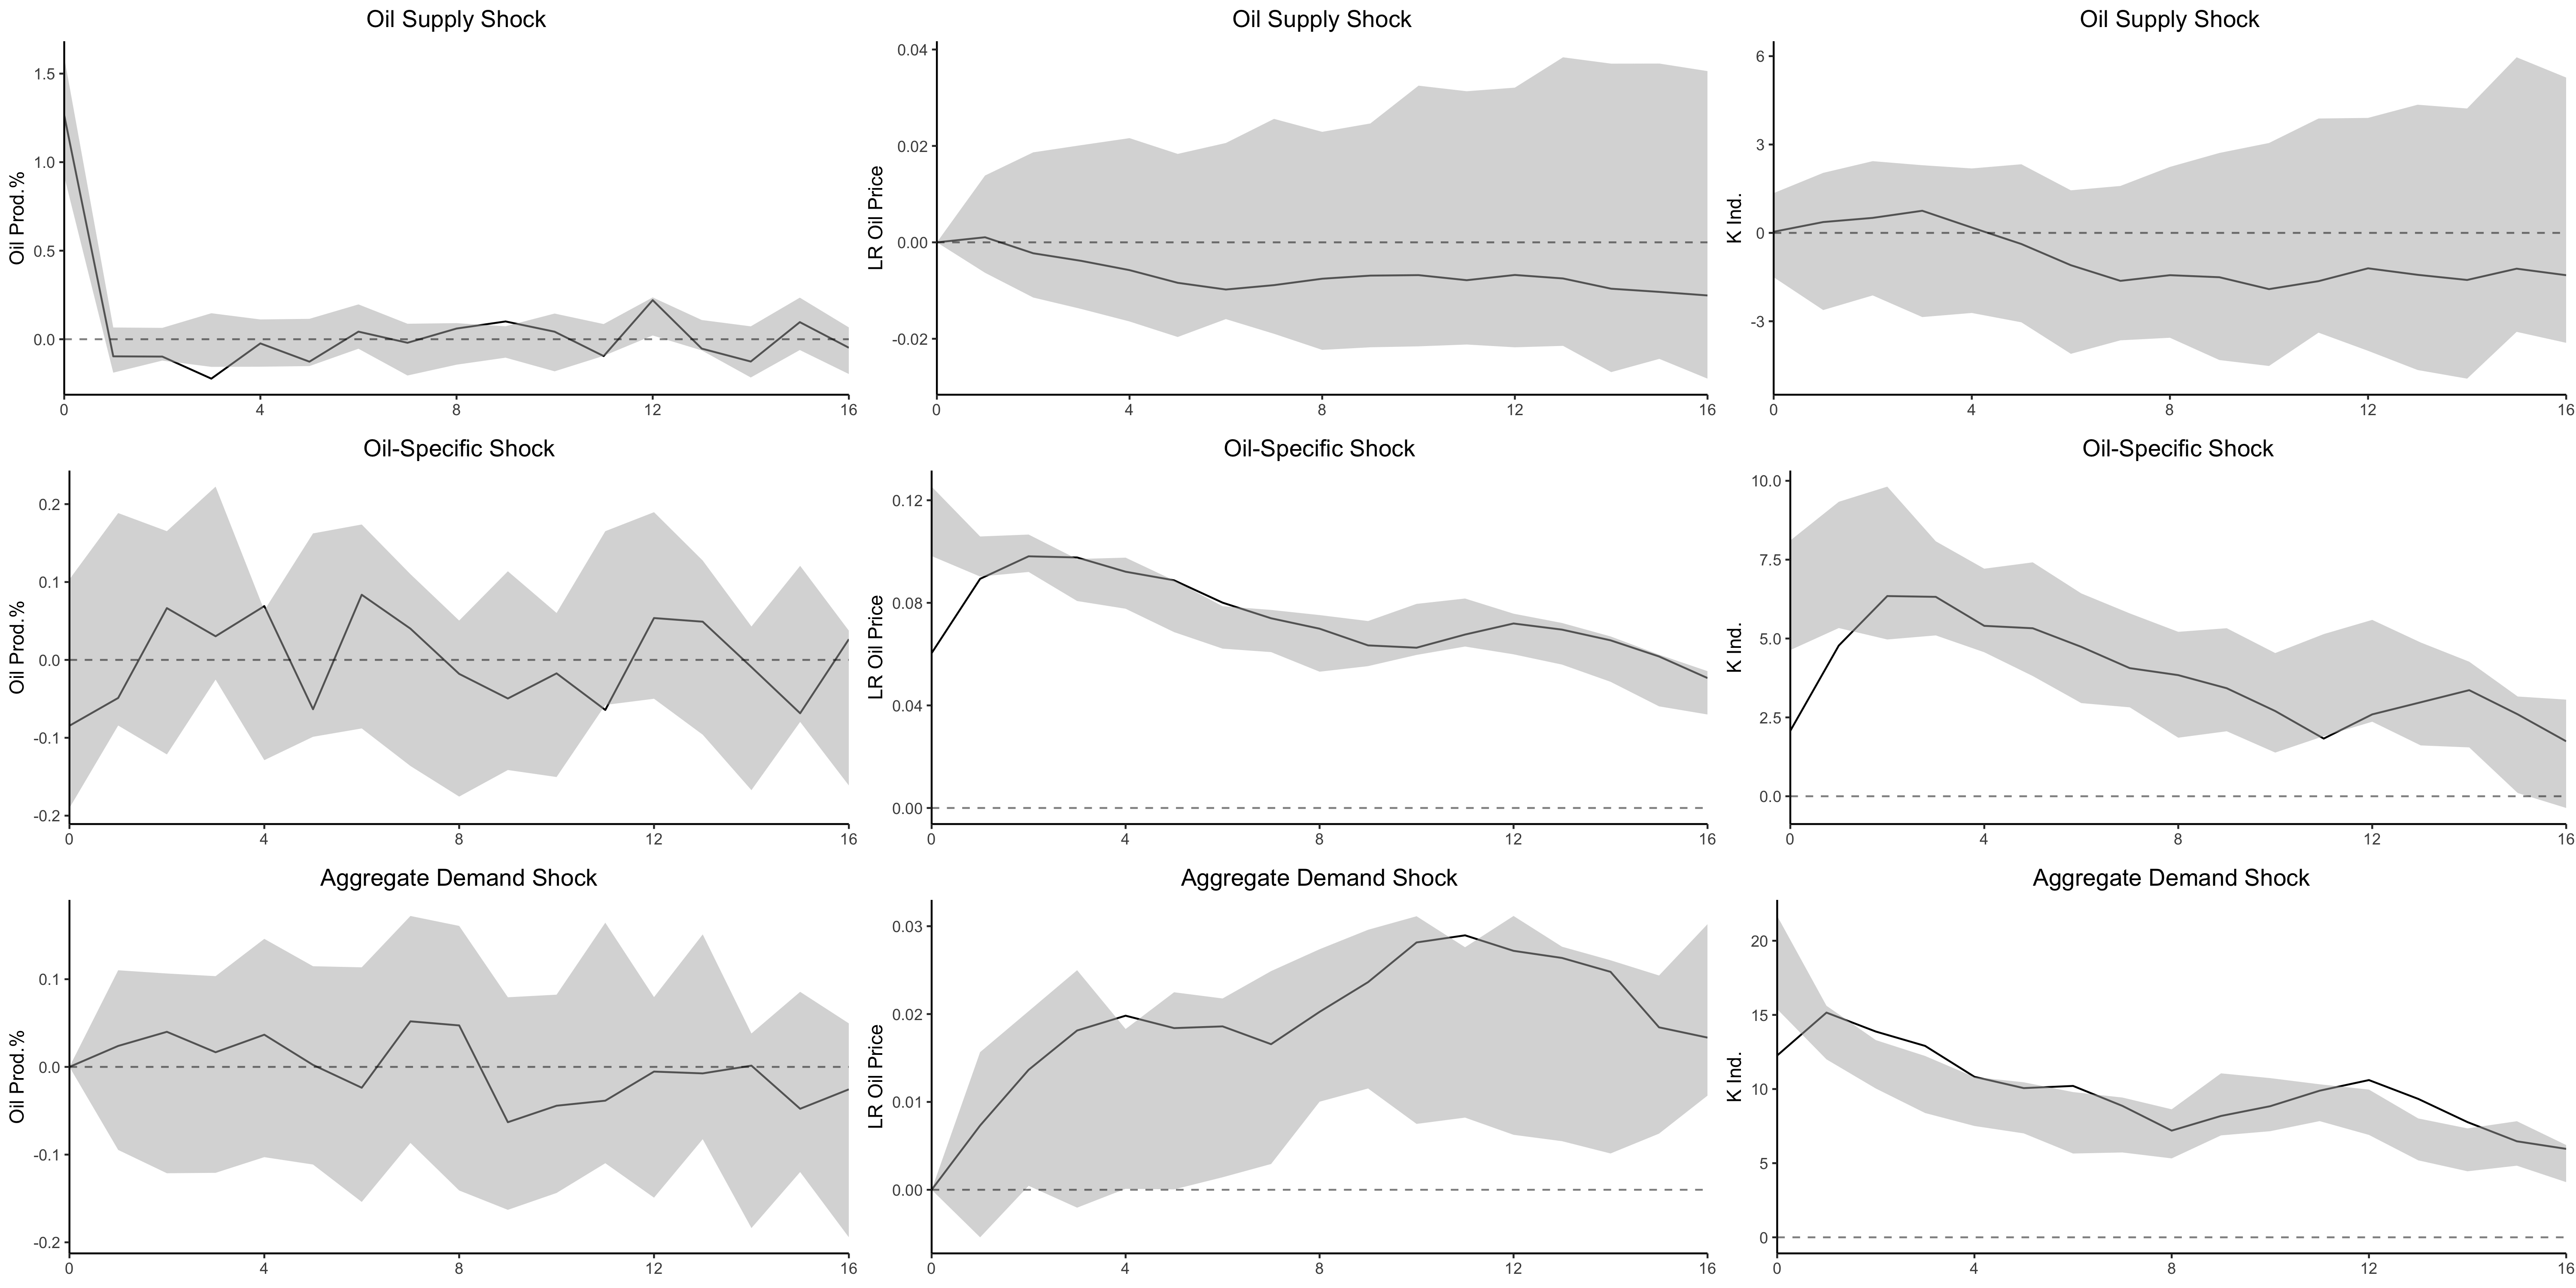 Oil Supply Shock
Oil Prod.%
1.5
1.0
0.5
0.0
0 4 8 12 16
Oil Supply Shock
LR Oil Price
0.04
0.02
0.00
-0.02
0 4 8 12 16
Oil Supply Shock
K Ind.
6
3
0
-3
0 4 8 12 16
Oil-Specific Shock
Oil Prod.%
0.2
0.1
0.0
-0.1
-0.2
0 4 8 12 16
Oil-Specific Shock
LR Oil Price
0.12
0.08
0.04
0.00
0 4 8 12 16
Oil-Specific Shock
K Ind.
10.0
7.5
5.0
2.5
0.0
0 4 8 12 16
Aggregate Demand Shock
Oil Prod.%
0.1
0.0
-0.1
-0.2
0 4 8 12 16
Aggregate Demand Shock
LR Oil Price
0.03
0.02
0.01
0.00
0 4 8 12 16
Aggregate Demand Shock
K Ind.
20
15
10
5
0
0 4 8 12 16